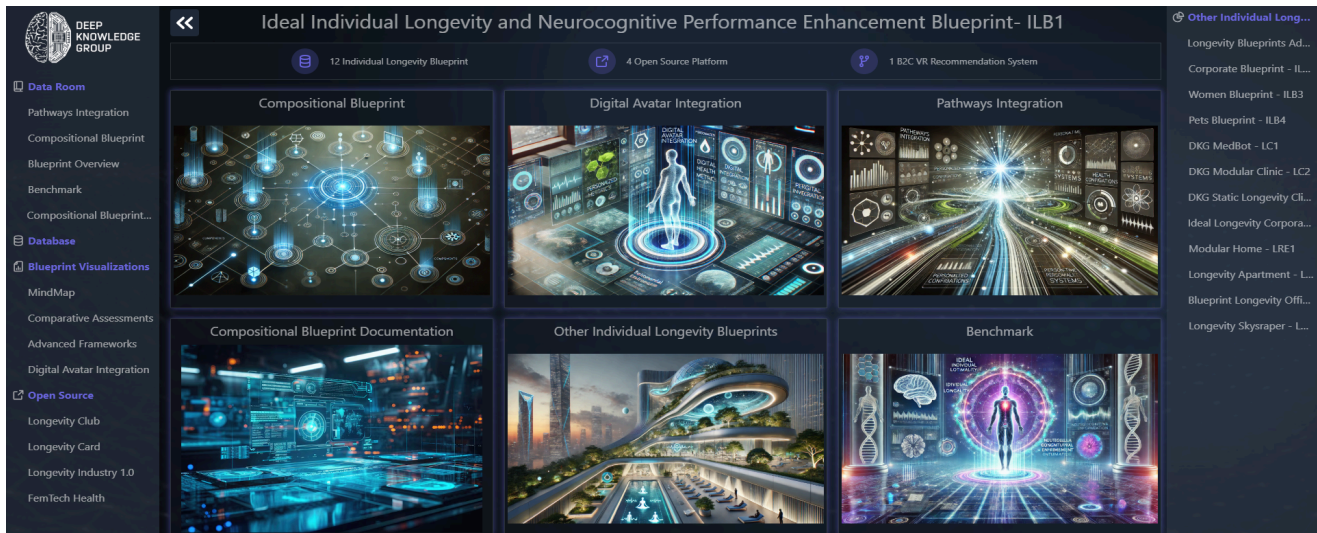 DEEP
KNOWLEDGE
GROUP
Data Room
Pathways Integration
Compositional Blueprint
Blueprint Overview
Benchmark
Compositional Blueprint...
Database
Blueprint Visualizations
MindMap
Comparative Assessments
Advanced Frameworks
Digital Avatar Integration
Open Source
Longevity Club
Longevity Card
Longevity Industry 1.0
FemTech Health
Ideal Individual Longevity and Neurocognitive Performance Enhancement Blueprint- ILB1
12 Individual Longevity Blueprint
4 Open Source Platform
1 B2C VR Recommendation System
Compositional Blueprint
Digital Avatar Integration
DIGITAL
AVATAR
INTEGRATION
Pathways Integration
PATHWAYS
INTEGRATION
SYSTEMS
SYSTEMS
Compositional Blueprint Documentation
Other Individual Longevity Blueprints
Benchmark
IDEAL
INDIVIDUAL
Other Individual Long...
Longevity Blueprints Ad...
Corporate Blueprint - IL...
Women Blueprint - ILB3
Pets Blueprint - ILB4
DKG MedBot - LC1
DKG Modular Clinic - LC2
DKG Static Longevity Cli...
Ideal Longevity Corpora...
Modular Home - LRE1
Longevity Apartment - L...
Blueprint Longevity Offi...
Longevity Skysraper - L...